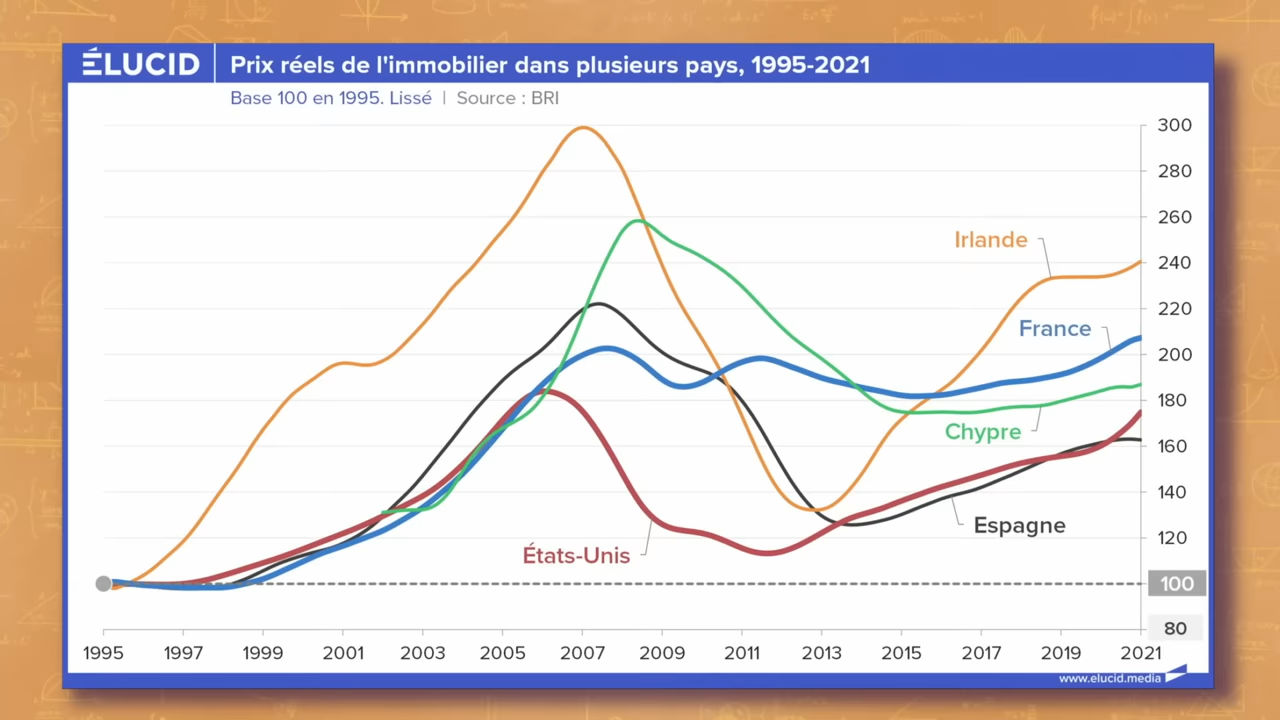 ÉLUCID
Prix réels de l'immobilier dans plusieurs pays, 1995-2021
Base 100 en 1995. Lissé | Source : BRI
300
280
260
Irlande
240
220
France
200
180
Chypre
160
140
Espagne
120
États-Unis
100
80
1995 1997 1999 2001 2003 2005 2007 2009 2011 2013 2015 2017 2019 2021
www.elucid.media